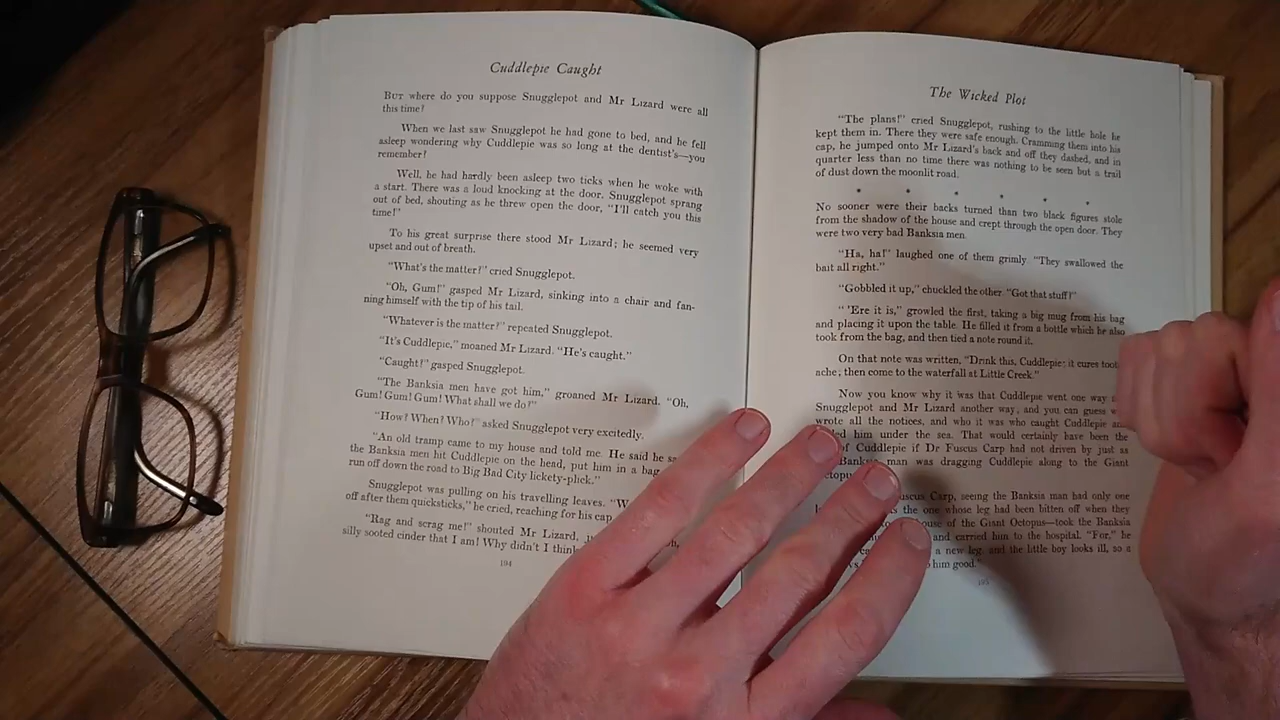 Cuddlepie Caught
BUT where do you suppose Snugglepot and Mr Lizard were all
this time?
When we last saw Snugglepot he had gone to bed, and he fell
asleep wondering why Cuddlepie was so long at the dentist's—you
remember?
Well, he had hardly been asleep two ticks when he woke with
a start. There was a loud knocking at the door. Snugglepot sprang
out of bed, shouting as he threw open the door, "I'll catch you this
time!"
To his great surprise there stood Mr Lizard; he seemed very
upset and out of breath.
"What's the matter?" cried Snugglepot.
"Oh, Gum!" gasped Mr Lizard, sinking into a chair and fan-
ning himself with the tip of his tail.
"Whatever is the matter?" repeated Snugglepot.
"It's Cuddlepie," moaned Mr Lizard. "He's caught."
"Caught?" gasped Snugglepot.
"The Banksia men have got him," groaned Mr Lizard. "Oh,
Gum! Gum! Gum! What shall we do?"
"How? When? Who?" asked Snugglepot very excitedly.
"An old tramp came to my house and told me. He said he
the Banksia men hit Cuddlepie on the head, put him in a bag
run off down the road to Big Bad City lickety-plick."
Snugglepot was pulling on his travelling leaves.
off after them quicksticks," he cried, reaching for his cap
"Rag and scrag me!" shouted Mr Lizard,
silly sooted cinder that I am! Why didn't I think
194
The Wicked Plot
"The plans!" cried Snugglepot, rushing to the little hole he
kept them in. There they were safe enough. Cramming them into his
cap, he jumped onto Mr Lizard's back and off they dashed, and in
quarter less than no time there was nothing to be seen but a trail
of dust down the moonlit road.
* * * * * *
No sooner were their backs turned than two black figures stole
from the shadow of the house and crept through the open door. They
were two very bad Banksia men.
"Ha, ha!" laughed one of them grimly. "They swallowed the
bait all right."
"Gobbled it up," chuckled the other. "Got that stuff?"
" 'Ere it is," growled the first, taking a big mug from his bag
and placing it upon the table. He filled it from a bottle which he also
took from the bag, and then tied a note round it.
On that note was written, "Drink this, Cuddlepie: it cures tooth
ache; then come to the waterfall at Little Creek."
Now you know why it was that Cuddlepie went one way
Snugglepot and Mr Lizard another way, and you can guess
wrote all the notices, and who it was who caught Cuddlepie
him under the sea. That would certainly have been the
of Cuddlepie if Dr Fuscus Carp had not driven by just as
Banksia man was dragging Cuddlepie along to the Giant
Carp, seeing the Banksia man had only one
the one whose leg had been bitten off when they
house of the Giant Octopus—took the Banksia
and carried him to the hospital. "For," he
a new leg, and the little boy looks ill, so a
him good."
195